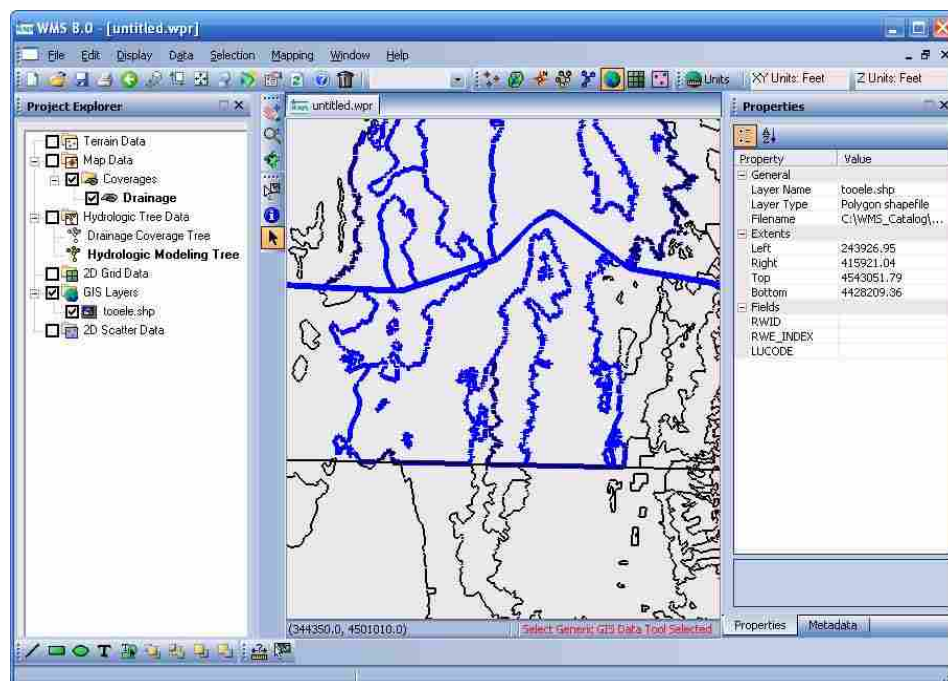 WMS 8.0 - [untitled.wpr]
File Edit Display Data Selection Mapping Window Help
Units XY Units: Feet Z Units: Feet
Project Explorer
Terrain Data
Map Data
Coverages
Drainage
Hydrologic Tree Data
Drainage Coverage Tree
Hydrologic Modeling Tree
2D Grid Data
GIS Layers
tooele.shp
2D Scatter Data
untitled.wpr
(344350.0, 4501010.0) Select Generic GIS Data Tool Selected
Properties
Property Value
General
Layer Name tooele.shp
Layer Type Polygon shapefile
Filename C:\WMS_Catalog\...
Extents
Left 243926.95
Right 415921.04
Top 4543051.79
Bottom 4428209.36
Fields
RWID
RWE_INDEX
LUCODE
Properties Metadata
T